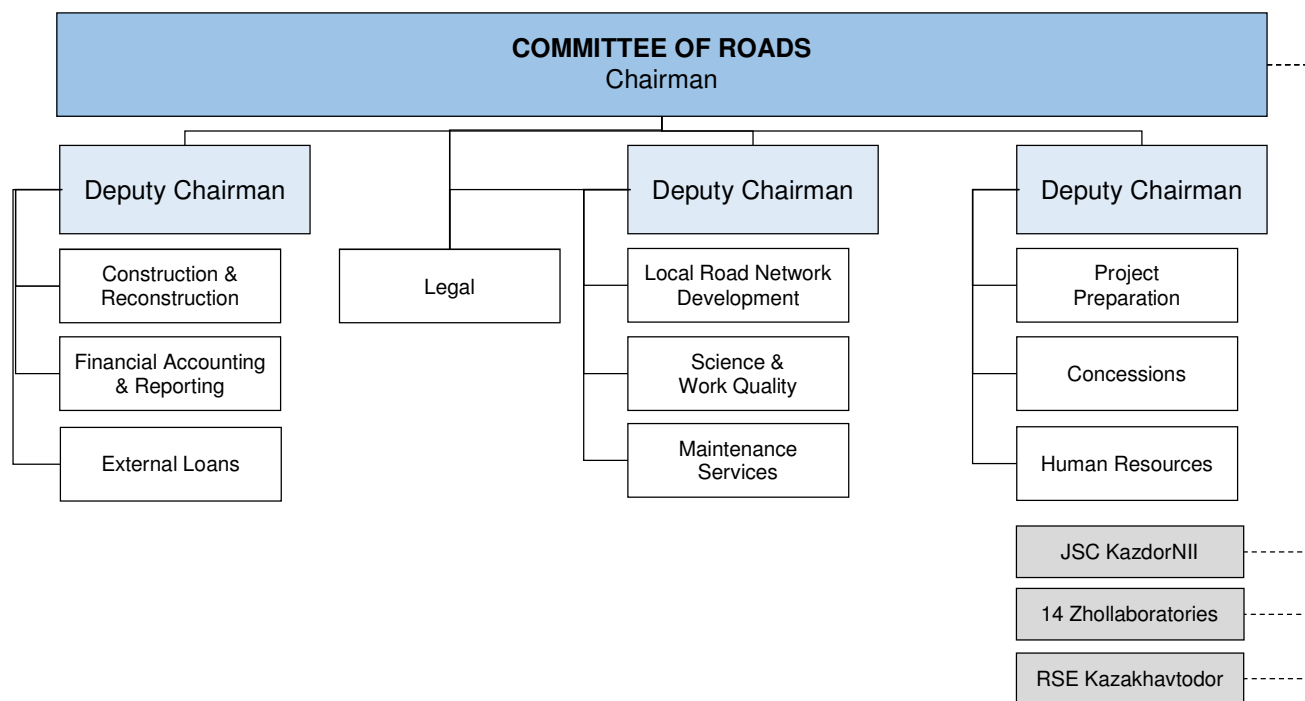 COMMITTEE OF ROADS
Chairman
Deputy Chairman
Deputy Chairman
Deputy Chairman
Construction &
Reconstruction
Legal
Local Road Network
Development
Project
Preparation
Financial Accounting
& Reporting
Science &
Work Quality
Concessions
External Loans
Maintenance
Services
Human Resources
JSC KazdorNII
14 Zhollaboratories
RSE Kazakhavtodor